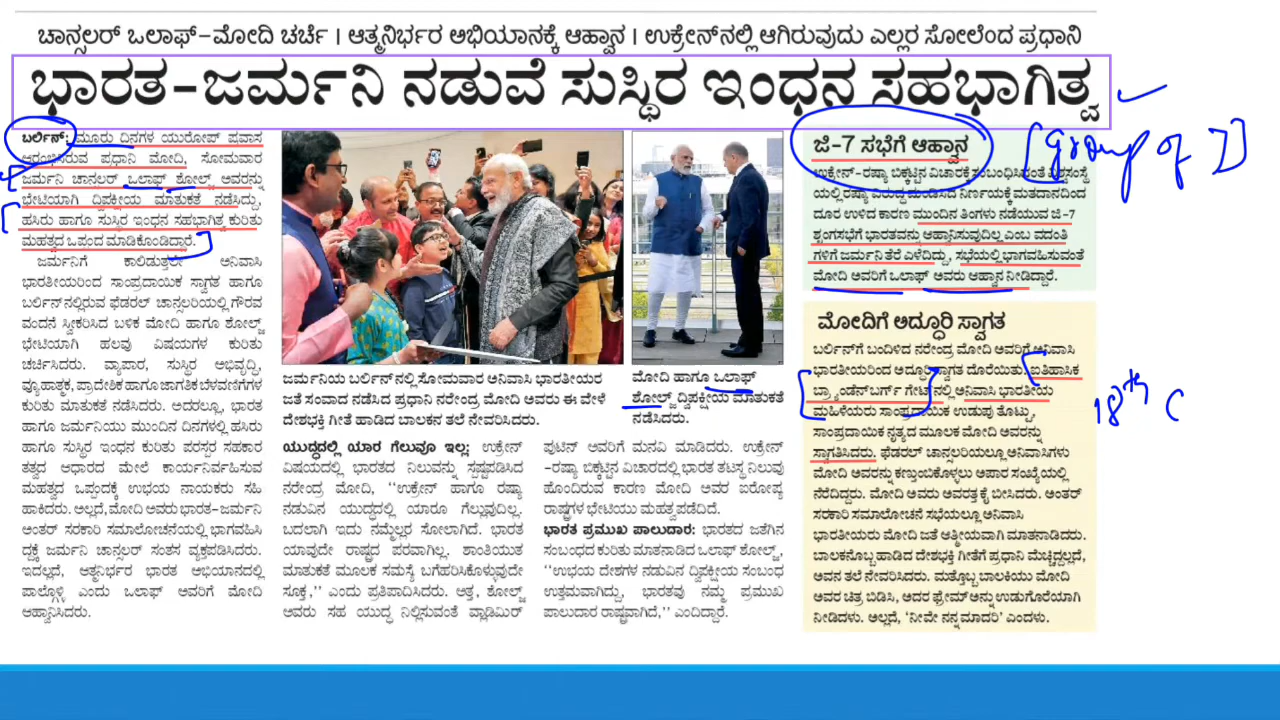 ಚಾನ್ಸಲರ್ ಒಲಾಫ್-ಮೋದಿ ಚರ್ಚೆ | ಆತ್ಮನಿರ್ಭರ ಅಭಿಯಾನಕ್ಕೆ ಆಹ್ವಾನ | ಉಕ್ರೇನ್‌ನಲ್ಲಿ ಆಗಿರುವುದು ಎಲ್ಲರ ಸೋಲೆಂದ ಪ್ರಧಾನಿ
ಭಾರತ-ಜರ್ಮನಿ ನಡುವೆ ಸುಸ್ಥಿರ ಇಂಧನ ಸಹಭಾಗಿತ್ವ
ಬರ್ಲಿನ್: ಮೂರು ದಿನಗಳ ಯುರೋಪ್ ಪ್ರವಾಸ
ಆರಂಭಿಸಿರುವ ಪ್ರಧಾನಿ ಮೋದಿ, ಸೋಮವಾರ
ಜರ್ಮನಿ ಚಾನಲರ್ ಒಲಾಫ್ ಶೋಲ್ಜ್ ಅವರನ್ನು
ಭೇಟಿಯಾಗಿ ದ್ವಿಪಕ್ಷೀಯ ಮಾತುಕತೆ ನಡೆಸಿದ್ದು,
ಹಸಿರು ಹಾಗೂ ಸುಸ್ಥಿರ ಇಂಧನ ಸಹಭಾಗಿತ್ವ ಕುರಿತು
ಮಹತ್ವದ ಒಪ್ಪಂದ ಮಾಡಿಕೊಂಡಿದ್ದಾರೆ.
ಜರ್ಮನಿಗೆ ಕಾಲಿಡುತ್ತಲೇ ಅನಿವಾಸಿ
ಭಾರತೀಯರಿಂದ ಸಾಂಪ್ರದಾಯಿಕ ಸ್ವಾಗತ ಹಾಗೂ
ಬರ್ಲಿನ್‌ನಲ್ಲಿರುವ ಫೆಡರಲ್ ಚಾನ್ಸಲರಿಯಲ್ಲಿ ಗೌರವ
ವಂದನೆ ಸ್ವೀಕರಿಸಿದ ಬಳಿಕ ಮೋದಿ ಹಾಗೂ ಶೋಲ್ಜ್
ಭೇಟಿಯಾಗಿ ಹಲವು ವಿಷಯಗಳ ಕುರಿತು
ಚರ್ಚಿಸಿದರು. ವ್ಯಾಪಾರ, ಸುಸ್ಥಿರ ಅಭಿವೃದ್ಧಿ,
ವ್ಯೂಹಾತ್ಮಕ, ಪ್ರಾದೇಶಿಕ ಹಾಗೂ ಜಾಗತಿಕ ಬೆಳವಣಿಗೆಗಳ
ಕುರಿತು ಮಾತುಕತೆ ನಡೆಸಿದರು. ಅದರಲ್ಲೂ, ಭಾರತ
ಹಾಗೂ ಜರ್ಮನಿಯು ಮುಂದಿನ ದಿನಗಳಲ್ಲಿ ಹಸಿರು
ಹಾಗೂ ಸುಸ್ಥಿರ ಇಂಧನ ಕುರಿತು ಪರಸ್ಪರ ಸಹಕಾರ
ತತ್ವದ ಆಧಾರದ ಮೇಲೆ ಕಾರ್ಯನಿರ್ವಹಿಸುವ
ಮಹತ್ವದ ಒಪ್ಪಂದಕ್ಕೆ ಉಭಯ ನಾಯಕರು ಸಹಿ
ಹಾಕಿದರು. ಅಲ್ಲದೆ, ಮೋದಿ ಅವರು ಭಾರತ-ಜರ್ಮನಿ
ಅಂತರ್ ಸರಕಾರಿ ಸಮಾಲೋಚನೆಯಲ್ಲಿ ಭಾಗವಹಿಸಿ
ದ್ದಕ್ಕೆ ಜರ್ಮನಿ ಚಾನ್ಸಲರ್ ಸಂತಸ ವ್ಯಕ್ತಪಡಿಸಿದರು.
ಇದಲ್ಲದೆ, ಆತ್ಮನಿರ್ಭರ ಭಾರತ ಅಭಿಯಾನದಲ್ಲಿ
ಪಾಲ್ಗೊಳ್ಳಿ ಎಂದು ಒಲಾಫ್ ಅವರಿಗೆ ಮೋದಿ
ಆಹ್ವಾನಿಸಿದರು.
ಜರ್ಮನಿಯ ಬರ್ಲಿನ್‌ನಲ್ಲಿ ಸೋಮವಾರ ಅನಿವಾಸಿ ಭಾರತೀಯರ
ಜತೆ ಸಂವಾದ ನಡೆಸಿದ ಪ್ರಧಾನಿ ನರೇಂದ್ರ ಮೋದಿ ಅವರು ಈ ವೇಳೆ
ದೇಶಭಕ್ತಿ ಗೀತೆ ಹಾಡಿದ ಬಾಲಕನ ತಲೆ ನೇವರಿಸಿದರು.
ಮೋದಿ ಹಾಗೂ ಒಲಾಫ್
ಶೋಲ್ಜ್ ದ್ವಿಪಕ್ಷೀಯ ಮಾತುಕತೆ
ನಡೆಸಿದರು.
ಯುದ್ಧದಲ್ಲಿ ಯಾರ ಗೆಲುವೂ ಇಲ್ಲ: ಉಕ್ರೇನ್
ವಿಷಯದಲ್ಲಿ ಭಾರತದ ನಿಲುವನ್ನು ಸ್ಪಷ್ಟಪಡಿಸಿದ
ನರೇಂದ್ರ ಮೋದಿ, ''ಉಕ್ರೇನ್ ಹಾಗೂ ರಷ್ಯಾ
ನಡುವಿನ ಯುದ್ಧದಲ್ಲಿ ಯಾರೂ ಗೆಲ್ಲುವುದಿಲ್ಲ.
ಬದಲಾಗಿ ಇದು ನಮ್ಮೆಲ್ಲರ ಸೋಲಾಗಿದೆ. ಭಾರತ
ಯಾವುದೇ ರಾಷ್ಟ್ರದ ಪರವಾಗಿಲ್ಲ. ಶಾಂತಿಯುತ
ಮಾತುಕತೆ ಮೂಲಕ ಸಮಸ್ಯೆ ಬಗೆಹರಿಸಿಕೊಳ್ಳುವುದೇ
ಸೂಕ್ತ,'' ಎಂದು ಪ್ರತಿಪಾದಿಸಿದರು. ಅತ್ತ, ಶೋಲ್ಜ್
ಅವರು ಸಹ ಯುದ್ಧ ನಿಲ್ಲಿಸುವಂತೆ ವ್ಲಾಡಿಮಿರ್
ಪುಟಿನ್ ಅವರಿಗೆ ಮನವಿ ಮಾಡಿದರು. ಉಕ್ರೇನ್
-ರಷ್ಯಾ ಬಿಕ್ಕಟ್ಟಿನ ವಿಚಾರದಲ್ಲಿ ಭಾರತ ತಟಸ್ಥ ನಿಲುವು
ಹೊಂದಿರುವ ಕಾರಣ ಮೋದಿ ಅವರ ಐರೋಪ್ಯ
ರಾಷ್ಟ್ರಗಳ ಭೇಟಿಯು ಮಹತ್ವ ಪಡೆದಿದೆ.
ಭಾರತ ಪ್ರಮುಖ ಪಾಲುದಾರ: ಭಾರತದ ಜತೆಗಿನ
ಸಂಬಂಧದ ಕುರಿತು ಮಾತನಾಡಿದ ಒಲಾಫ್ ಶೋಲ್ಜ್,
''ಉಭಯ ದೇಶಗಳ ನಡುವಿನ ದ್ವಿಪಕ್ಷೀಯ ಸಂಬಂಧ
ಉತ್ತಮವಾಗಿದ್ದು, ಭಾರತವು ನಮ್ಮ ಪ್ರಮುಖ
ಪಾಲುದಾರ ರಾಷ್ಟ್ರವಾಗಿದೆ,'' ಎಂದಿದ್ದಾರೆ.
ಜಿ-7 ಸಭೆಗೆ ಆಹ್ವಾನ
[Group of 7]
ಉಕ್ರೇನ್-ರಷ್ಯಾ ಬಿಕ್ಕಟ್ಟಿನ ವಿಚಾರಕ್ಕೆ ಸಂಬಂಧಿಸಿದಂತೆ ವಿಶ್ವಸಂಸ್ಥೆ
ಯಲ್ಲಿ ರಷ್ಯಾ ವಿರುದ್ಧ ಮಂಡಿಸಿದ ನಿರ್ಣಯಕ್ಕೆ ಮತದಾನದಿಂದ
ದೂರ ಉಳಿದ ಕಾರಣ ಮುಂದಿನ ತಿಂಗಳು ನಡೆಯುವ ಜಿ-7
ಶೃಂಗಸಭೆಗೆ ಭಾರತವನ್ನು ಆಹ್ವಾನಿಸುವುದಿಲ್ಲ ಎಂಬ ವದಂತಿ
ಗಳಿಗೆ ಜರ್ಮನಿ ತೆರೆ ಎಳೆದಿದ್ದು, ಸಭೆಯಲ್ಲಿ ಭಾಗವಹಿಸುವಂತೆ
ಮೋದಿ ಅವರಿಗೆ ಒಲಾಫ್ ಅವರು ಆಹ್ವಾನ ನೀಡಿದ್ದಾರೆ.
ಮೋದಿಗೆ ಅದ್ಧೂರಿ ಸ್ವಾಗತ
ಬರ್ಲಿನ್‌ಗೆ ಬಂದಿಳಿದ ನರೇಂದ್ರ ಮೋದಿ ಅವರಿಗೆ ಅನಿವಾಸಿ
ಭಾರತೀಯರಿಂದ ಅದ್ಧೂರಿ ಸ್ವಾಗತ ದೊರೆಯಿತು. ಐತಿಹಾಸಿಕ
ಬ್ರ್ಯಾಂಡೆನ್‌ಬರ್ಗ್ ಗೇಟ್‌ನಲ್ಲಿ ಅನಿವಾಸಿ ಭಾರತೀಯ
18th C
ಮಹಿಳೆಯರು ಸಾಂಪ್ರದಾಯಿಕ ಉಡುಪು ತೊಟ್ಟು,
ಸಾಂಪ್ರದಾಯಿಕ ನೃತ್ಯದ ಮೂಲಕ ಮೋದಿ ಅವರನ್ನು
ಸ್ವಾಗತಿಸಿದರು. ಫೆಡರಲ್ ಚಾನ್ಸಲರಿಯಲ್ಲೂ ಅನಿವಾಸಿಗಳು
ಮೋದಿ ಅವರನ್ನು ಕಣ್ತುಂಬಿಕೊಳ್ಳಲು ಅಪಾರ ಸಂಖ್ಯೆಯಲ್ಲಿ
ನೆರೆದಿದ್ದರು. ಮೋದಿ ಅವರು ಅವರತ್ತ ಕೈ ಬೀಸಿದರು. ಅಂತರ್
ಸರಕಾರಿ ಸಮಾಲೋಚನೆ ಸಭೆಯಲ್ಲೂ ಅನಿವಾಸಿ
ಭಾರತೀಯರು ಮೋದಿ ಜತೆ ಆತ್ಮೀಯವಾಗಿ ಮಾತನಾಡಿದರು.
ಬಾಲಕನೊಬ್ಬ ಹಾಡಿದ ದೇಶಭಕ್ತಿ ಗೀತೆಗೆ ಪ್ರಧಾನಿ ಮೆಚ್ಚಿದ್ದಲ್ಲದೆ,
ಅವನ ತಲೆ ನೇವರಿಸಿದರು. ಮತ್ತೊಬ್ಬ ಬಾಲಕಿಯು ಮೋದಿ
ಅವರ ಚಿತ್ರ ಬಿಡಿಸಿ, ಅದರ ಫ್ರೇಮ್ ಅನ್ನು ಉಡುಗೊರೆಯಾಗಿ
ನೀಡಿದಳು. ಅಲ್ಲದೆ, 'ನೀವೇ ನನ್ನ ಮಾದರಿ' ಎಂದಳು.